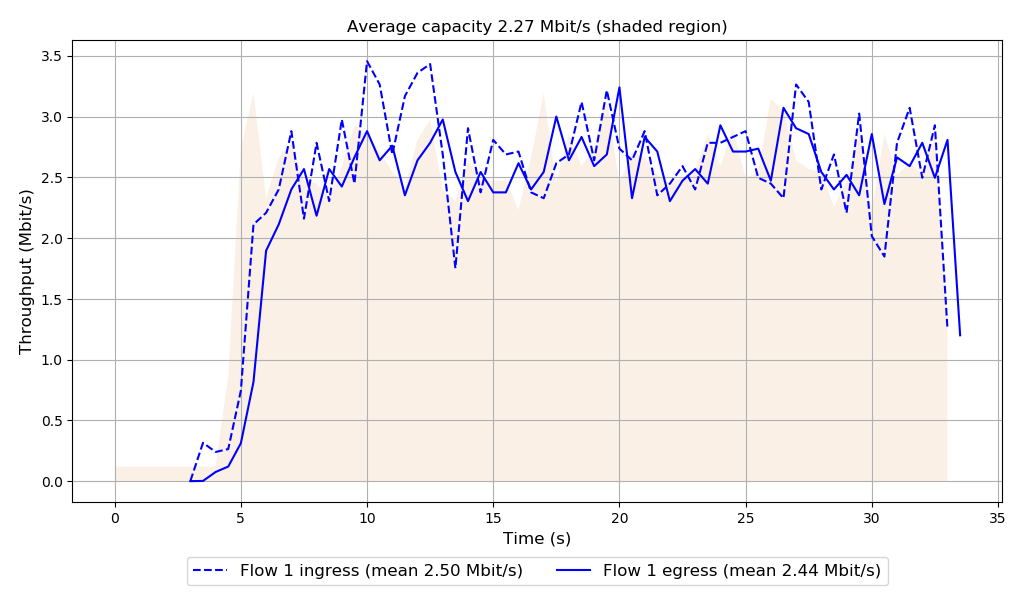 Average capacity 2.27 Mbit/s (shaded region)
3.5
3.0
2.5
2.0
1.5
1.0
0.5
0.0
Throughput (Mbit/s)
0 5 10 15 20 25 30 35
Time (s)
Flow 1 ingress (mean 2.50 Mbit/s) Flow 1 egress (mean 2.44 Mbit/s)